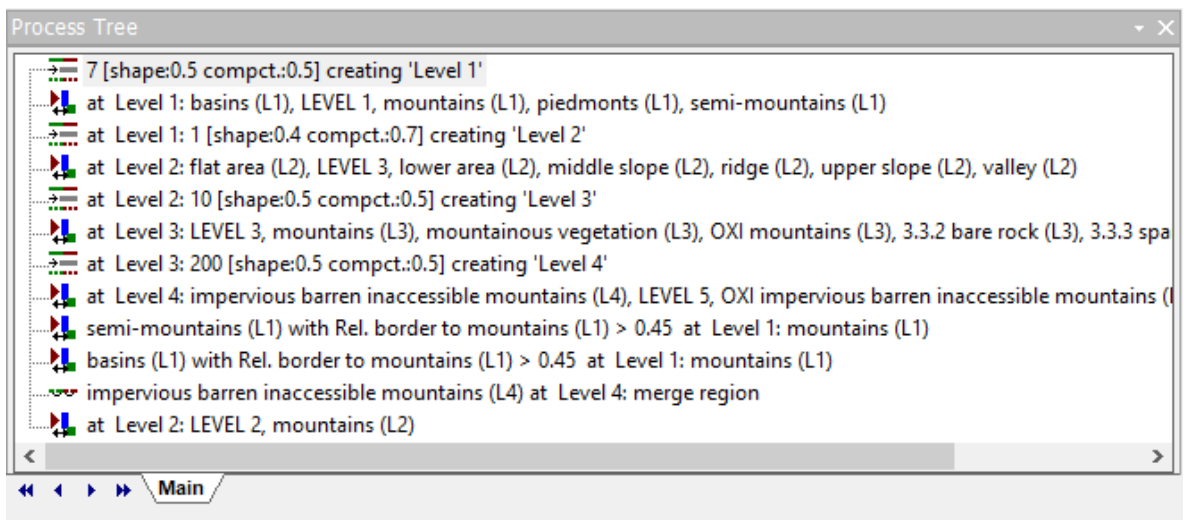 Process Tree
7 [shape:0.5 compct.:0.5] creating 'Level 1'
at Level 1: basins (L1), LEVEL 1, mountains (L1), piedmonts (L1), semi-mountains (L1)
at Level 1: 1 [shape:0.4 compct.:0.7] creating 'Level 2'
at Level 2: flat area (L2), LEVEL 3, lower area (L2), middle slope (L2), ridge (L2), upper slope (L2), valley (L2)
at Level 2: 10 [shape:0.5 compct.:0.5] creating 'Level 3'
at Level 3: LEVEL 3, mountains (L3), mountainous vegetation (L3), OXI mountains (L3), 3.3.2 bare rock (L3), 3.3.3 spa
at Level 3: 200 [shape:0.5 compct.:0.5] creating 'Level 4'
at Level 4: impervious barren inaccessible mountains (L4), LEVEL 5, OXI impervious barren inaccessible mountains (
semi-mountains (L1) with Rel. border to mountains (L1) > 0.45 at Level 1: mountains (L1)
basins (L1) with Rel. border to mountains (L1) > 0.45 at Level 1: mountains (L1)
impervious barren inaccessible mountains (L4) at Level 4: merge region
at Level 2: LEVEL 2, mountains (L2)
Main